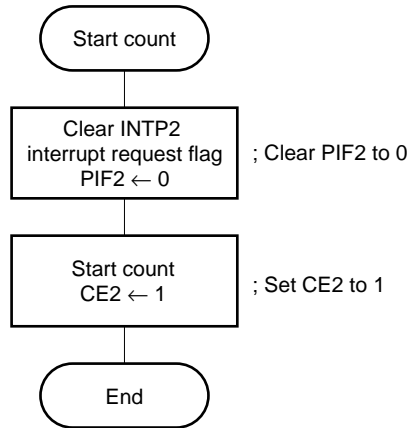 Start count
Clear INTP2
interrupt request flag
PIF2 ← 0
; Clear PIF2 to 0
Start count
CE2 ← 1
; Set CE2 to 1
End